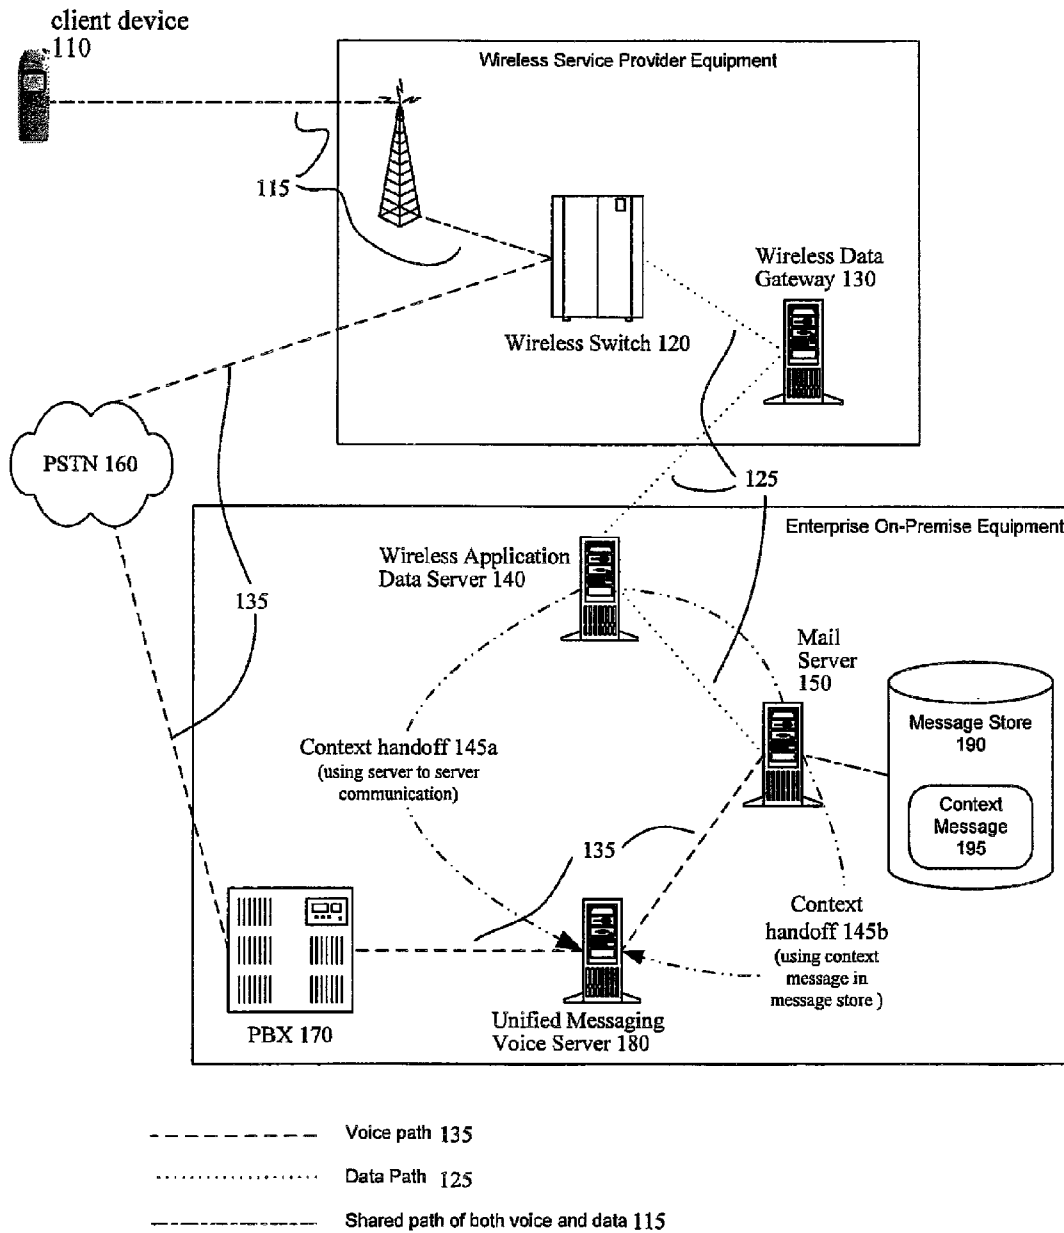 client device
110
Wireless Service Provider Equipment
115
Wireless Data
Gateway 130
Wireless Switch 120
PSTN 160
125
Enterprise On-Premise Equipment
Wireless Application
Data Server 140
135
Mail
Server
150
Message Store
190
Context handoff 145a
(using server to server
communication)
Context
Message
195
135
Context
handoff 145b
(using context
message in
message store )
PBX 170
Unified Messaging
Voice Server 180
Voice path 135
Data Path 125
Shared path of both voice and data 115